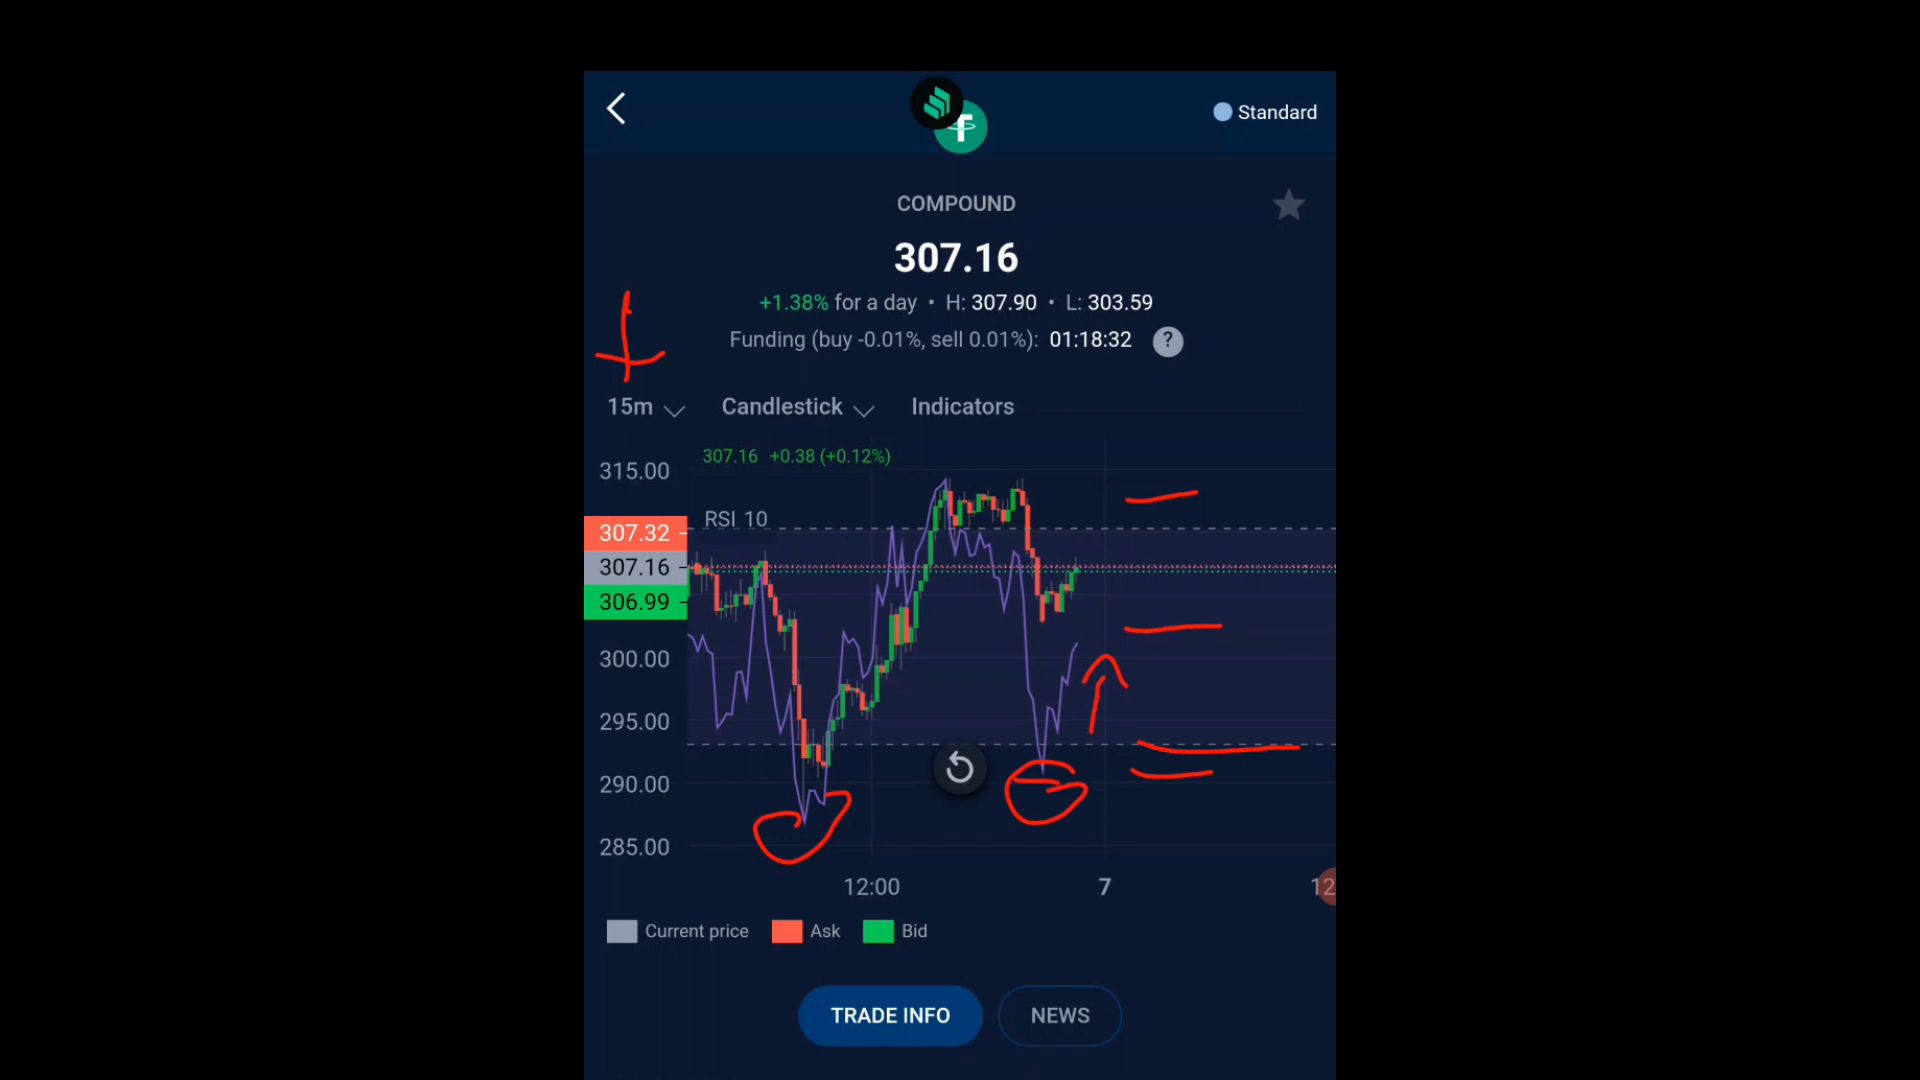 Standard
COMPOUND
307.16
+1.38% for a day • H: 307.90 • L: 303.59
Funding (buy -0.01%, sell 0.01%): 01:18:32 ?
15m Candlestick Indicators
307.16 +0.38 (+0.12%)
315.00
RSI 10
307.32
307.16
306.99
300.00
295.00
290.00
285.00
12:00 7 12
Current price Ask Bid
TRADE INFO NEWS